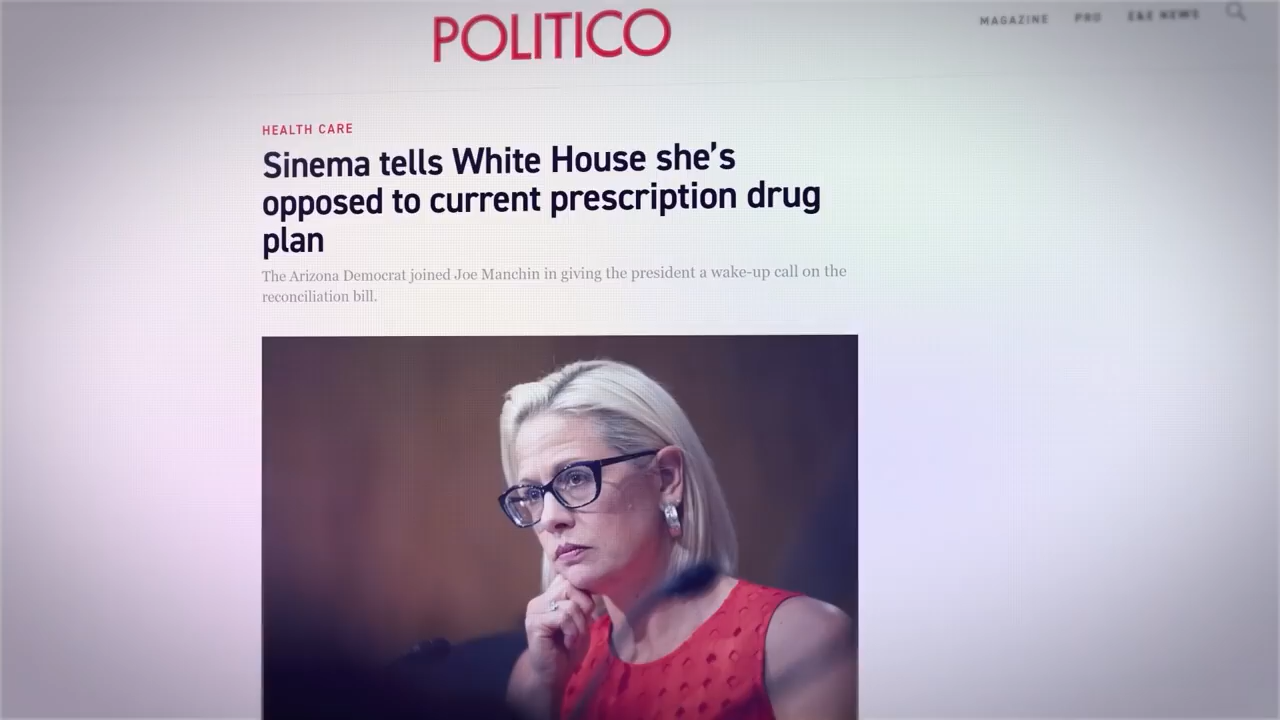 POLITICO
MAGAZINE PRO E&E NEWS
HEALTH CARE
Sinema tells White House she’s
opposed to current prescription drug
plan
The Arizona Democrat joined Joe Manchin in giving the president a wake-up call on the
reconciliation bill.